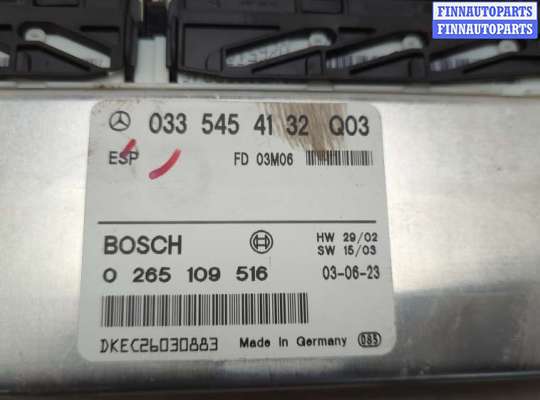 FINNAUTOPARTS
FINNAUTOPARTS
033 545 41 32 Q03
ESP FD 03M06
BOSCH HW 29/02
SW 15/03
0 265 109 516 03-06-23
DKEC26030883 Made in Germany 085